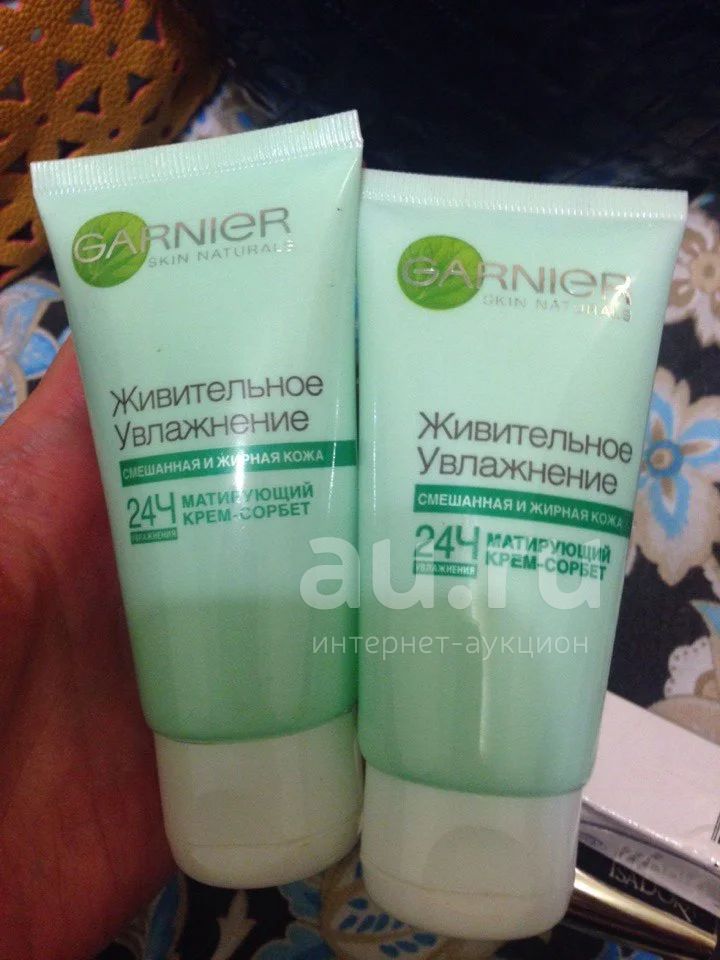 GARNIER
SKIN NATURALS
Живительное
Увлажнение
СМЕШАННАЯ И ЖИРНАЯ КОЖА
24Ч МАТИРУЮЩИЙ
УВЛАЖНЕНИЯ КРЕМ-СОРБЕТ
GARNIER
SKIN NATURALS
Живительное
Увлажнение
СМЕШАННАЯ И ЖИРНАЯ КОЖА
24Ч МАТИРУЮЩИЙ
УВЛАЖНЕНИЯ КРЕМ-СОРБЕТ
au.ru
интернет-аукцион
ISADORA